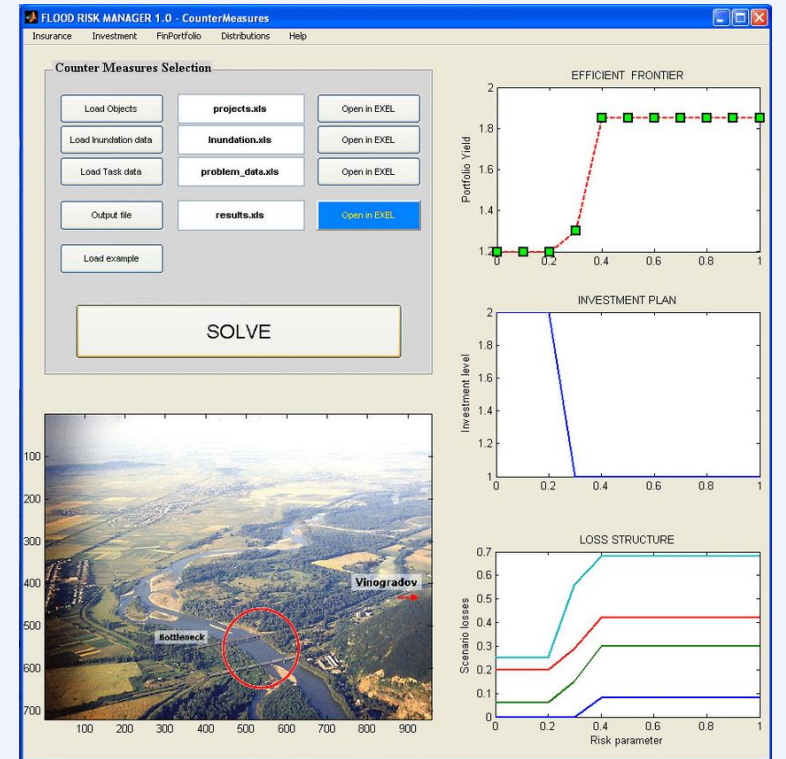 FLOOD RISK MANAGER 1.0 - CounterMeasures
Insurance Investment FinPortfolio Distributions Help
Counter Measures Selection
Load Objects projects.xls Open in EXEL
Load Inundation data Inundation.xls Open in EXEL
Load Task data problem_data.xls Open in EXEL
Output file results.xls Open in EXEL
Load example
SOLVE
100
200
300
400
500
600
700
100 200 300 400 500 600 700 800 900
Vinogradov
Bottleneck
EFFICIENT FRONTIER
Portfolio Yield
2
1.8
1.6
1.4
1.2
0 0.2 0.4 0.6 0.8 1
INVESTMENT PLAN
Investment level
2
1.8
1.6
1.4
1.2
1
0 0.2 0.4 0.6 0.8 1
LOSS STRUCTURE
Scenario losses
0.7
0.6
0.5
0.4
0.3
0.2
0.1
0
0 0.2 0.4 0.6 0.8 1
Risk parameter